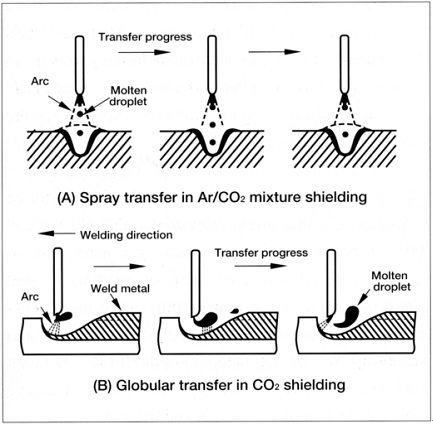 Transfer progress
Arc
Molten
droplet
(A) Spray transfer in Ar/CO₂ mixture shielding
Welding direction
Transfer progress
Arc
Weld metal
Molten
droplet
(B) Globular transfer in CO₂ shielding